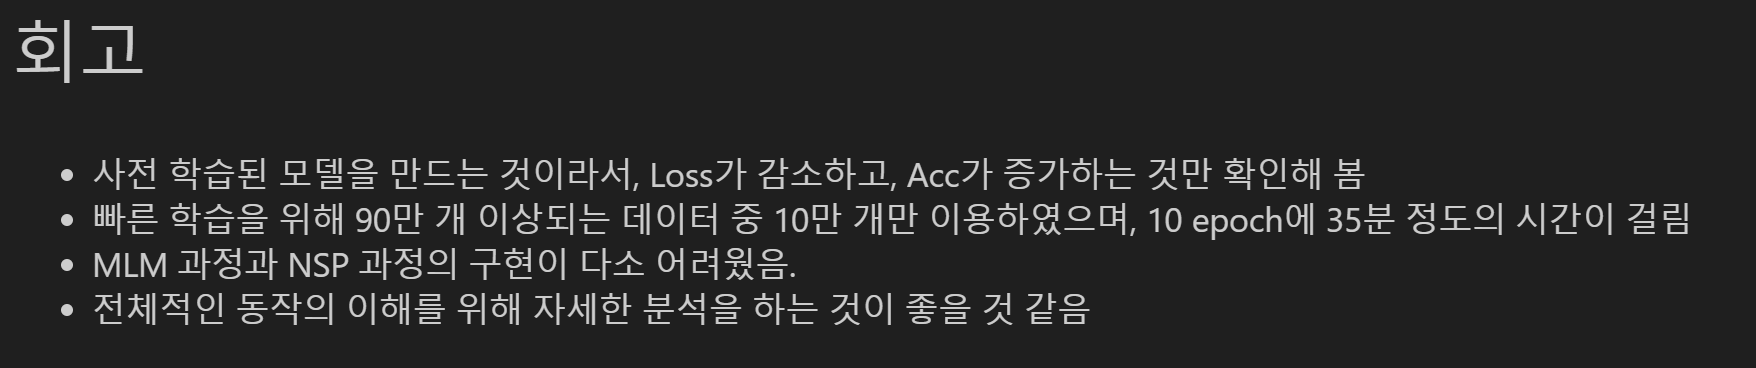 회고
• 사전 학습된 모델을 만드는 것이라서, Loss가 감소하고, Acc가 증가하는 것만 확인해 봄
• 빠른 학습을 위해 90만 개 이상되는 데이터 중 10만 개만 이용하였으며, 10 epoch에 35분 정도의 시간이 걸림
• MLM 과정과 NSP 과정의 구현이 다소 어려웠음.
• 전체적인 동작의 이해를 위해 자세한 분석을 하는 것이 좋을 것 같음